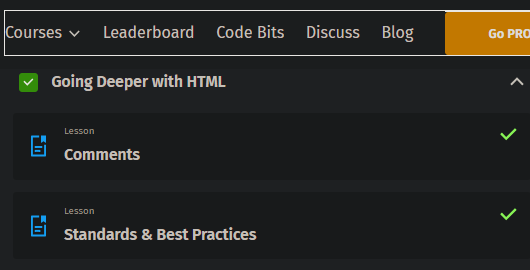 Courses Leaderboard Code Bits Discuss Blog Go PRO
Going Deeper with HTML
Lesson
Comments
Lesson
Standards & Best Practices